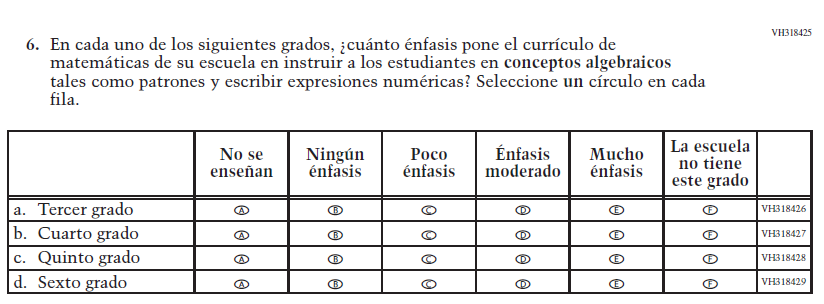 VH318425
6. En cada uno de los siguientes grados, ¿cuánto énfasis pone el currículo de
matemáticas de su escuela en instruir a los estudiantes en conceptos algebraicos
tales como patrones y escribir expresiones numéricas? Seleccione un círculo en cada
fila.
No se enseñan Ningún énfasis Poco énfasis Énfasis moderado Mucho énfasis La escuela no tiene este grado
a. Tercer grado A B C D E F VH318426
b. Cuarto grado A B C D E F VH318427
c. Quinto grado A B C D E F VH318428
d. Sexto grado A B C D E F VH318429